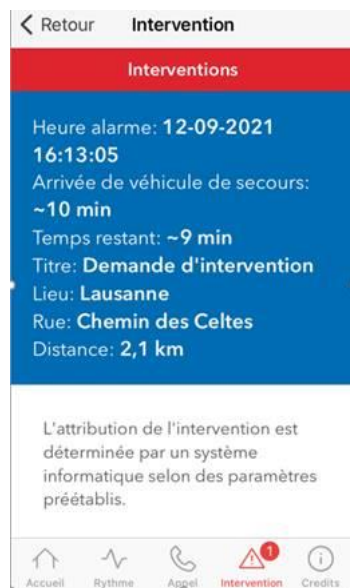 Retour Intervention
Interventions
Heure alarme: 12-09-2021
16:13:05
Arrivée de véhicule de secours:
~10 min
Temps restant: ~9 min
Titre: Demande d'intervention
Lieu: Lausanne
Rue: Chemin des Celtes
Distance: 2,1 km
L'attribution de l'intervention est
déterminée par un système
informatique selon des paramètres
préétablis.
1
Accueil Rythme Appel Intervention Credits